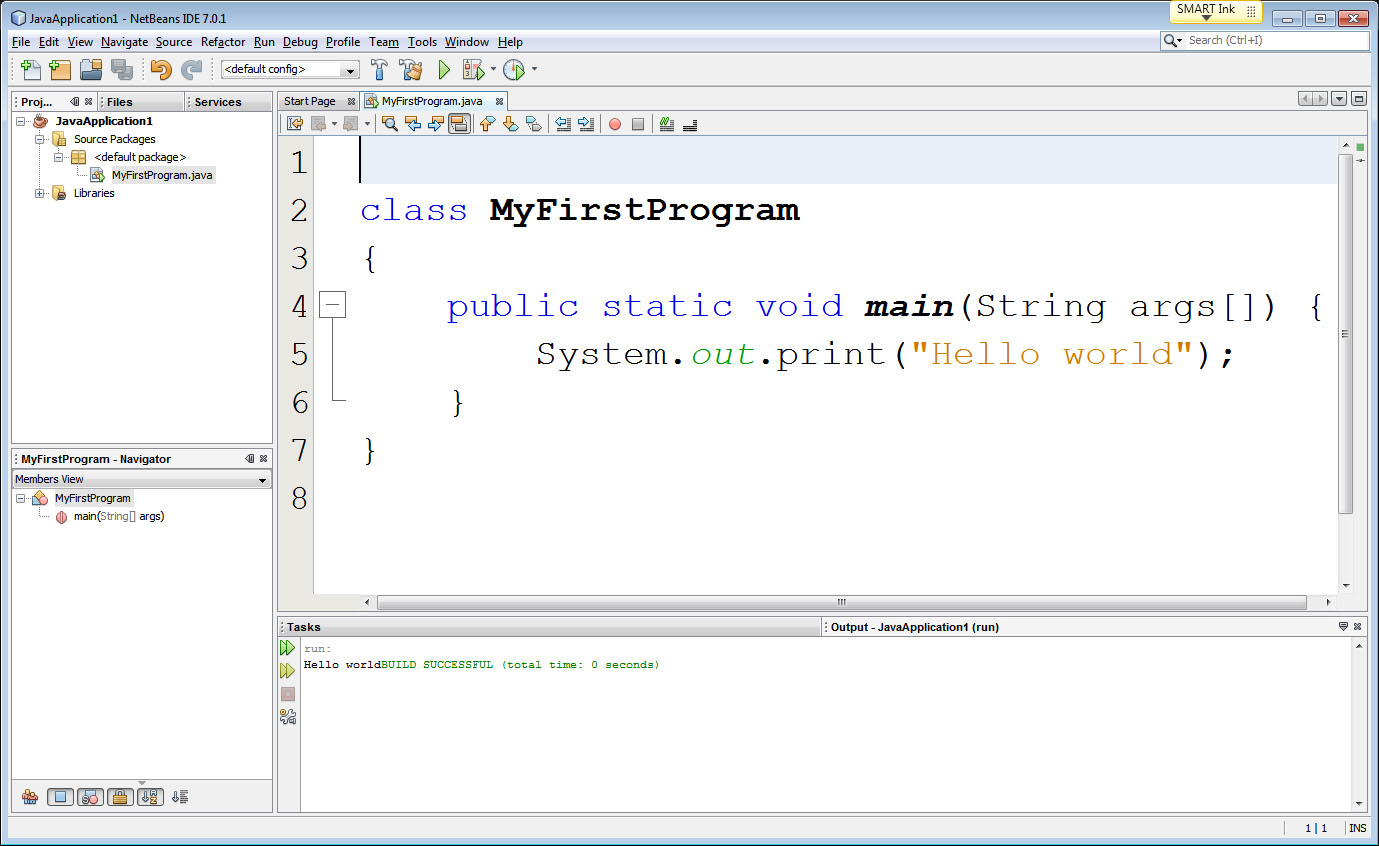 JavaApplication1 - NetBeans IDE 7.0.1
SMART Ink
File Edit View Navigate Source Refactor Run Debug Profile Team Tools Window Help
Search (Ctrl+I)
<default config>
Proj... Files Services
Start Page MyFirstProgram.java
JavaApplication1
Source Packages
<default package>
MyFirstProgram.java
Libraries
1
2 class MyFirstProgram
3 {
4     public static void main(String args[]) {
5         System.out.print("Hello world");
6     }
7 }
8
MyFirstProgram - Navigator
Members View
MyFirstProgram
main(String[] args)
Tasks
Output - JavaApplication1 (run)
run:
Hello worldBUILD SUCCESSFUL (total time: 0 seconds)
1 | 1 INS